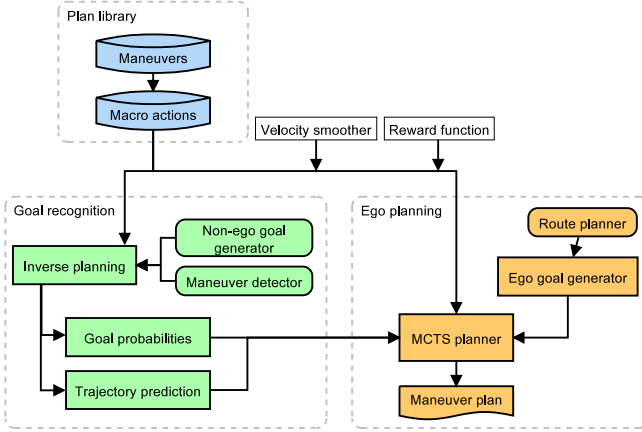 Plan library
Maneuvers
Macro actions
Velocity smoother
Reward function
Goal recognition
Non-ego goal
generator
Inverse planning
Maneuver detector
Goal probabilities
Trajectory prediction
Ego planning
Route planner
Ego goal generator
MCTS planner
Maneuver plan